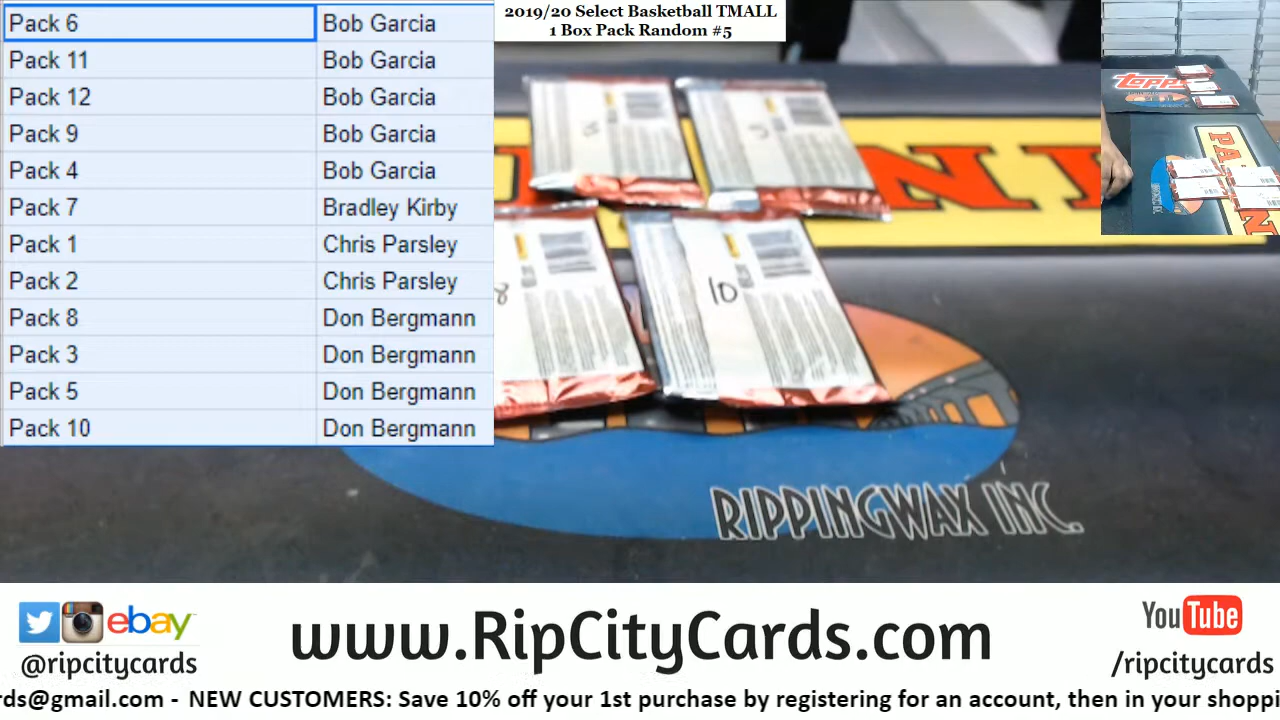 Pack 6 Bob Garcia
Pack 11 Bob Garcia
Pack 12 Bob Garcia
Pack 9 Bob Garcia
Pack 4 Bob Garcia
Pack 7 Bradley Kirby
Pack 1 Chris Parsley
Pack 2 Chris Parsley
Pack 8 Don Bergmann
Pack 3 Don Bergmann
Pack 5 Don Bergmann
Pack 10 Don Bergmann
2019/20 Select Basketball TMALL
1 Box Pack Random #5
Topps
10
RIPPINGWAX INC.
ebay
@ripcitycards
www.RipCityCards.com
YouTube
/ripcitycards
rds@gmail.com - NEW CUSTOMERS: Save 10% off your 1st purchase by registering for an account, then in your shoppi